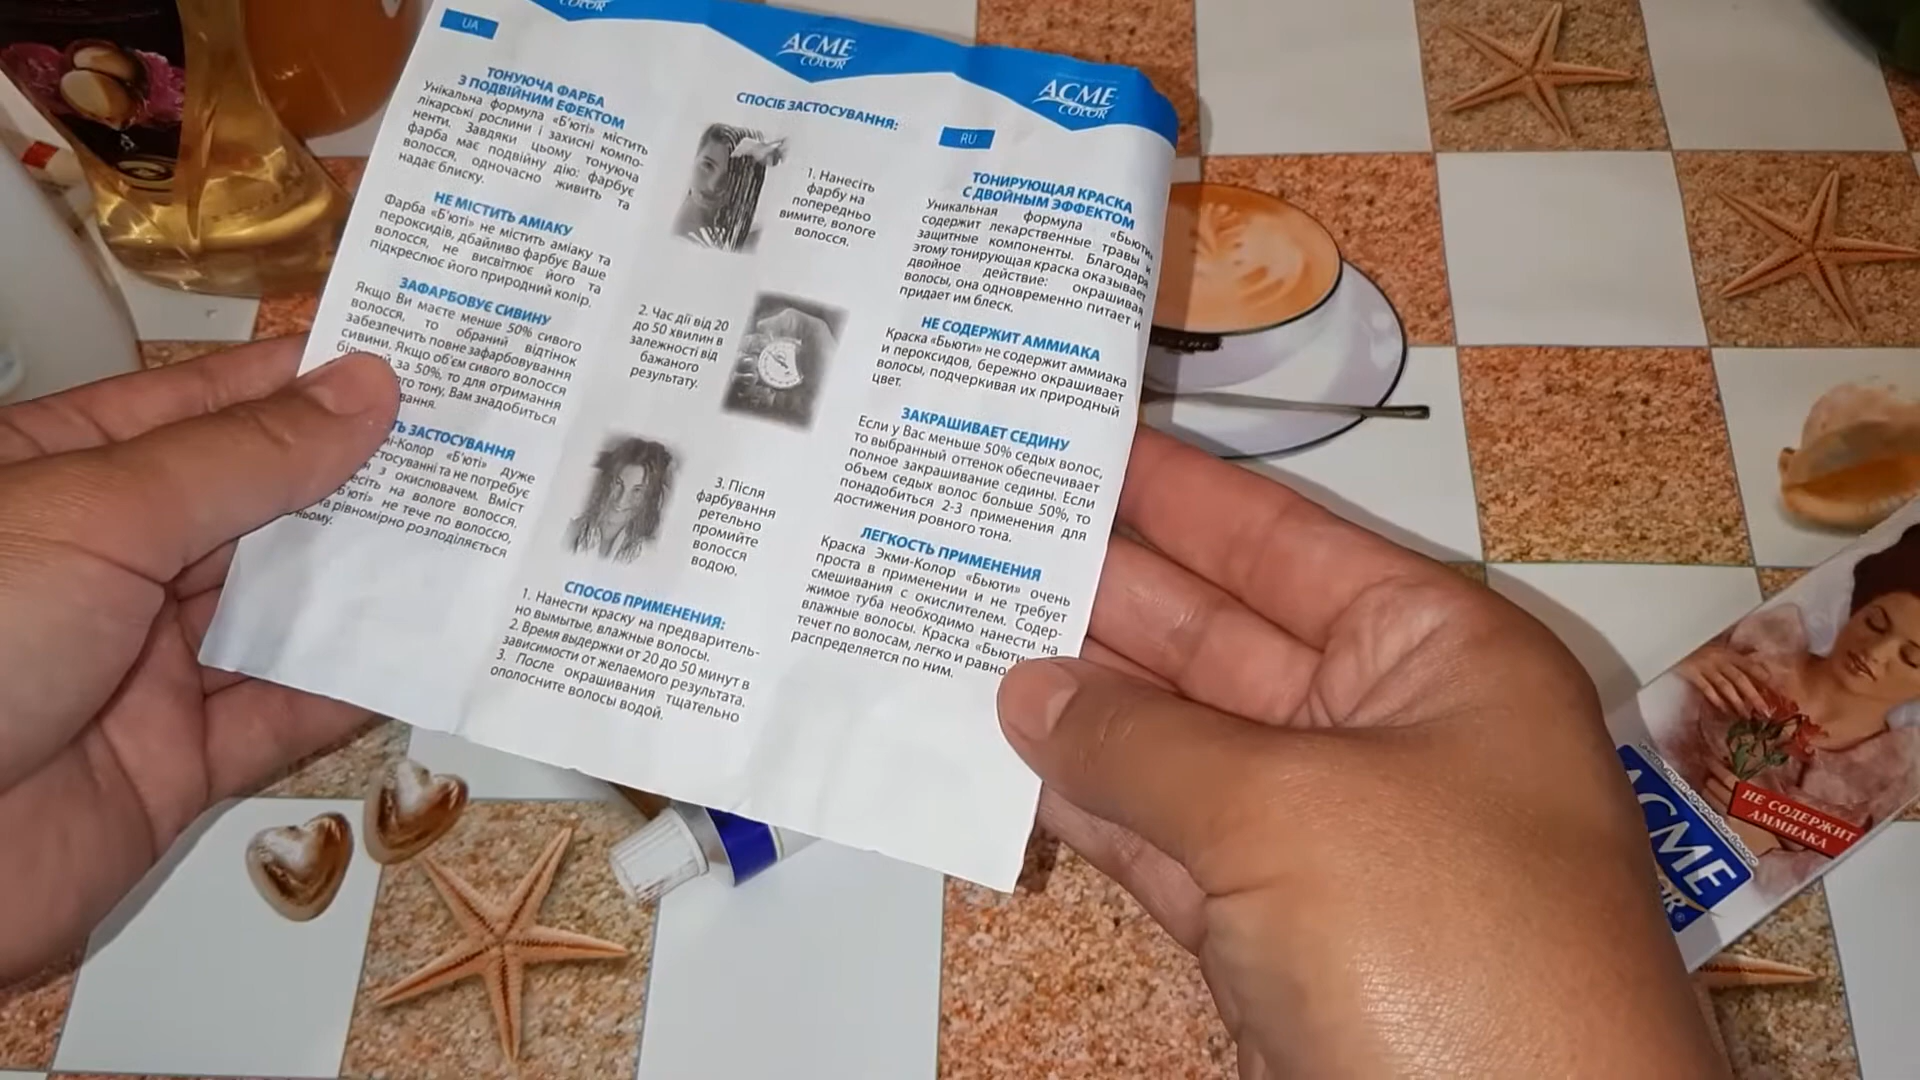 COLOR
UA
ТОНУЮЧА ФАРБА
З ПОДВІЙНИМ ЕФЕКТОМ
Унікальна формула «Б'юті» містить
лікарські рослини і захисні компо-
ненти. Завдяки цьому тонуюча
фарба має подвійну дію: фарбує
волосся, одночасно живить та
надає блиску.
НЕ МІСТИТЬ АМІАКУ
Фарба «Б'юті» не містить аміаку та
пероксидів, дбайливо фарбує Ваше
волосся, не висвітлює його та
підкреслює його природний колір.
ЗАФАРБОВУЄ СИВИНУ
Якщо Ви маєте менше 50% сивого
волосся, то обраний відтінок
забезпечить повне зафарбовування
сивини. Якщо об'єм сивого волосся
за 50%, то для отримання
тону, Вам знадобиться
ЗАСТОСУВАННЯ
«Б'юті» дуже
та не потребує
з окислювачем. Вміст
на вологе волосся.
«Б'юті» не тече по волоссю,
та рівномірно розподіляється
ACME
COLOR
СПОСІБ ЗАСТОСУВАННЯ:
1. Нанесіть
фарбу на
попередньо
вимите, вологе
волосся.
2. Час дії від 20
до 50 хвилин в
залежності від
бажаного
результату.
3. Після
фарбування
ретельно
промийте
волосся
водою.
СПОСОБ ПРИМЕНЕНИЯ:
1. Нанести краску на предваритель-
но вымытые, влажные волосы.
2. Время выдержки от 20 до 50 минут в
зависимости от желаемого результата.
3. После окрашивания тщательно
ополосните волосы водой.
ACME
COLOR
RU
ТОНИРУЮЩАЯ КРАСКА
С ДВОЙНЫМ ЭФФЕКТОМ
Уникальная формула «Бьюти»
содержит лекарственные травы и
защитные компоненты. Благодаря
этому тонирующая краска оказывает
двойное действие: окрашивая
волосы, она одновременно питает и
придает им блеск.
НЕ СОДЕРЖИТ АММИАКА
Краска «Бьюти» не содержит аммиака
и пероксидов, бережно окрашивает
волосы, подчеркивая их природный
цвет.
ЗАКРАШИВАЕТ СЕДИНУ
Если у Вас меньше 50% седых волос,
то выбранный оттенок обеспечивает
полное закрашивание седины. Если
объем седых волос больше 50%, то
понадобиться 2-3 применения для
достижения ровного тона.
ЛЕГКОСТЬ ПРИМЕНЕНИЯ
Краска Экми-Колор «Бьюти» очень
проста в применении и не требует
смешивания с окислителем. Содер-
жимое туба необходимо нанести на
влажные волосы. Краска «Бьюти»
течет по волосам, легко и равно
распределяется по ним.
НЕ СОДЕРЖИТ
АММИАКА
ACME